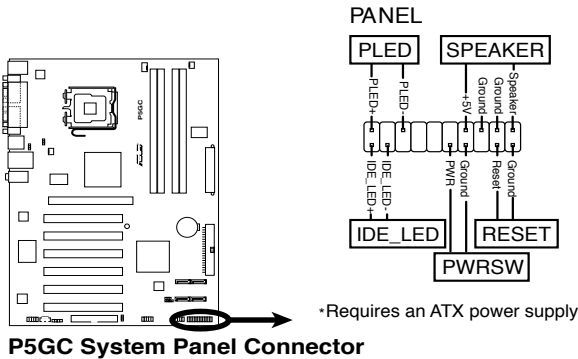 PANEL
PLED
SPEAKER
PLED+
PLED-
+5V
Ground
Ground
Speaker
P5GC
IDE_LED+
IDE_LED-
PWR
Ground
Reset
Ground
IDE_LED
RESET
PWRSW
*Requires an ATX power supply
P5GC System Panel Connector